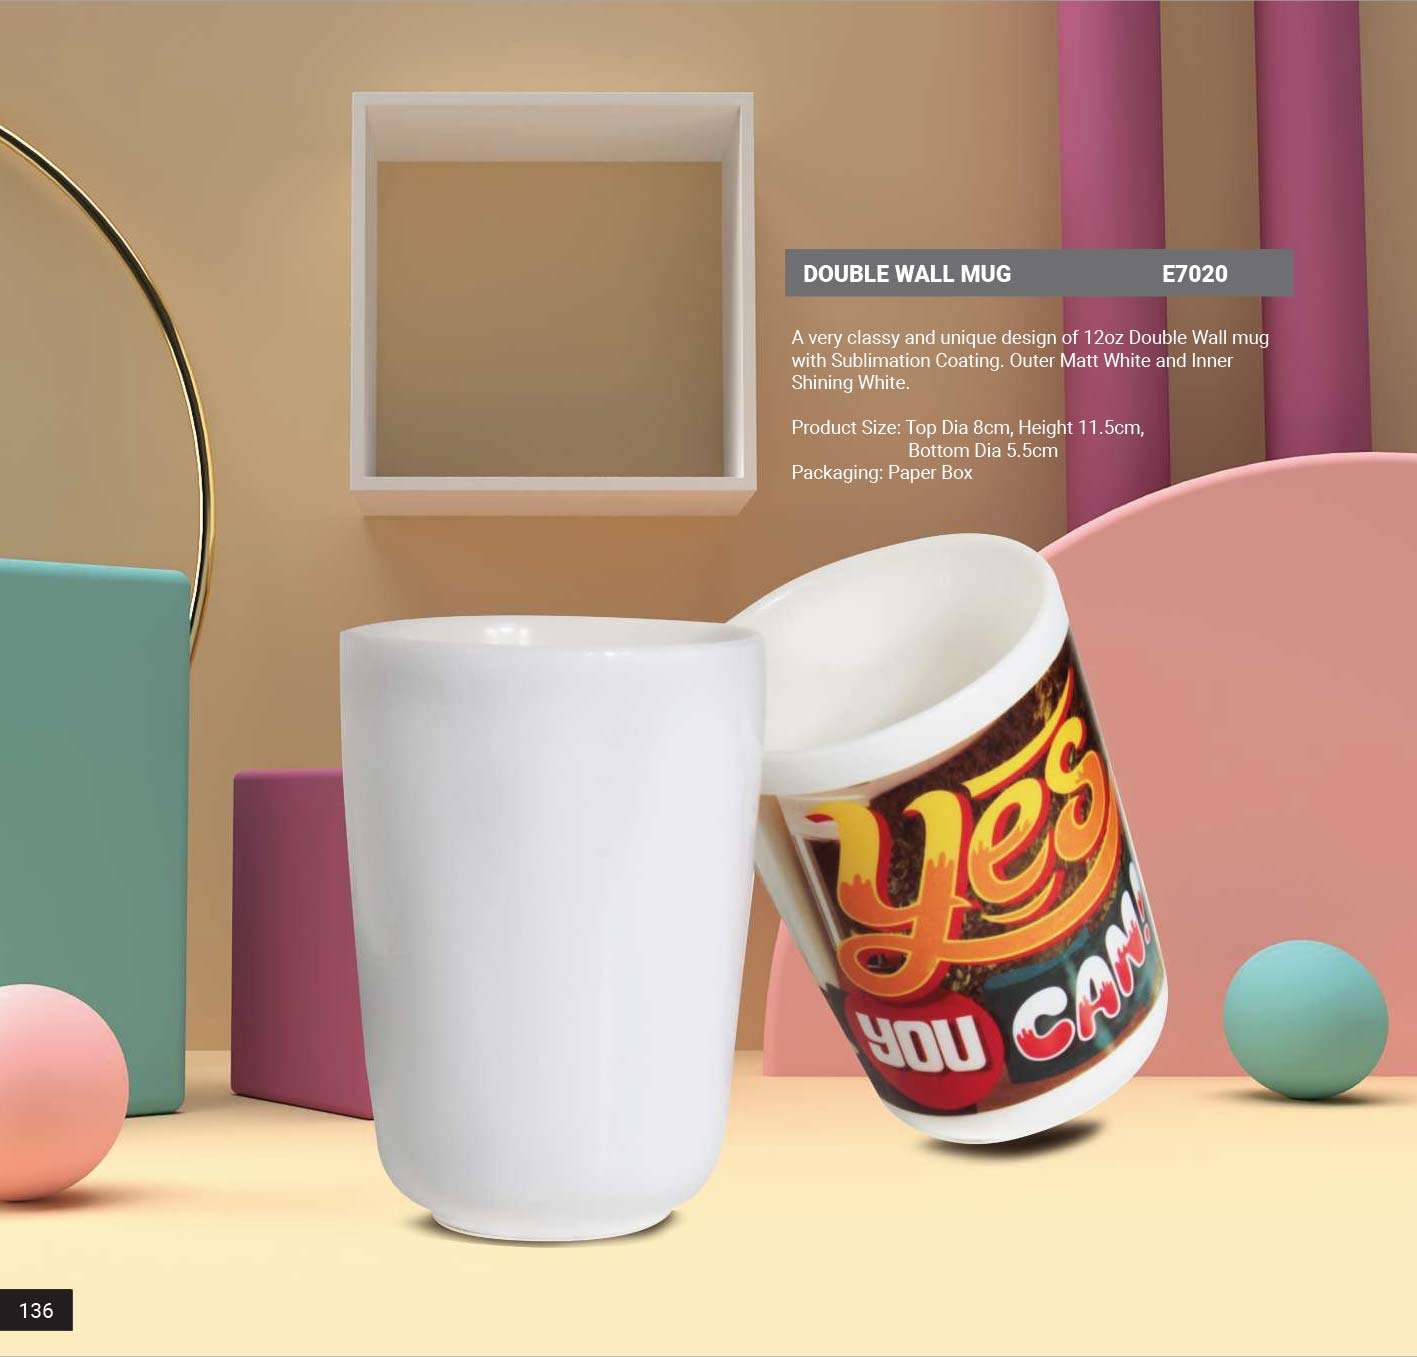 DOUBLE WALL MUG E7020
A very classy and unique design of 12oz Double Wall mug
with Sublimation Coating. Outer Matt White and Inner
Shining White.
Product Size: Top Dia 8cm, Height 11.5cm,
Bottom Dia 5.5cm
Packaging: Paper Box
Yes
YOU CAN!
136